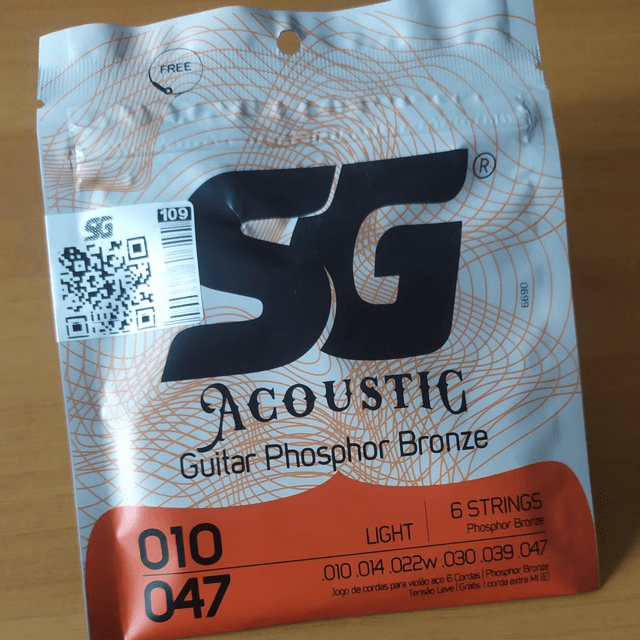 FREE
SG
®
SG
109
0699
ACOUSTIC
Guitar Phosphor Bronze
010
047
LIGHT
6 STRINGS
Phosphor Bronze
.010 .014 .022w .030 .039 .047
Jogo de cordas para violão aço 6 Cordas | Phosphor Bronze
Tensão Leve | Grátis 1 corda extra MI (E)